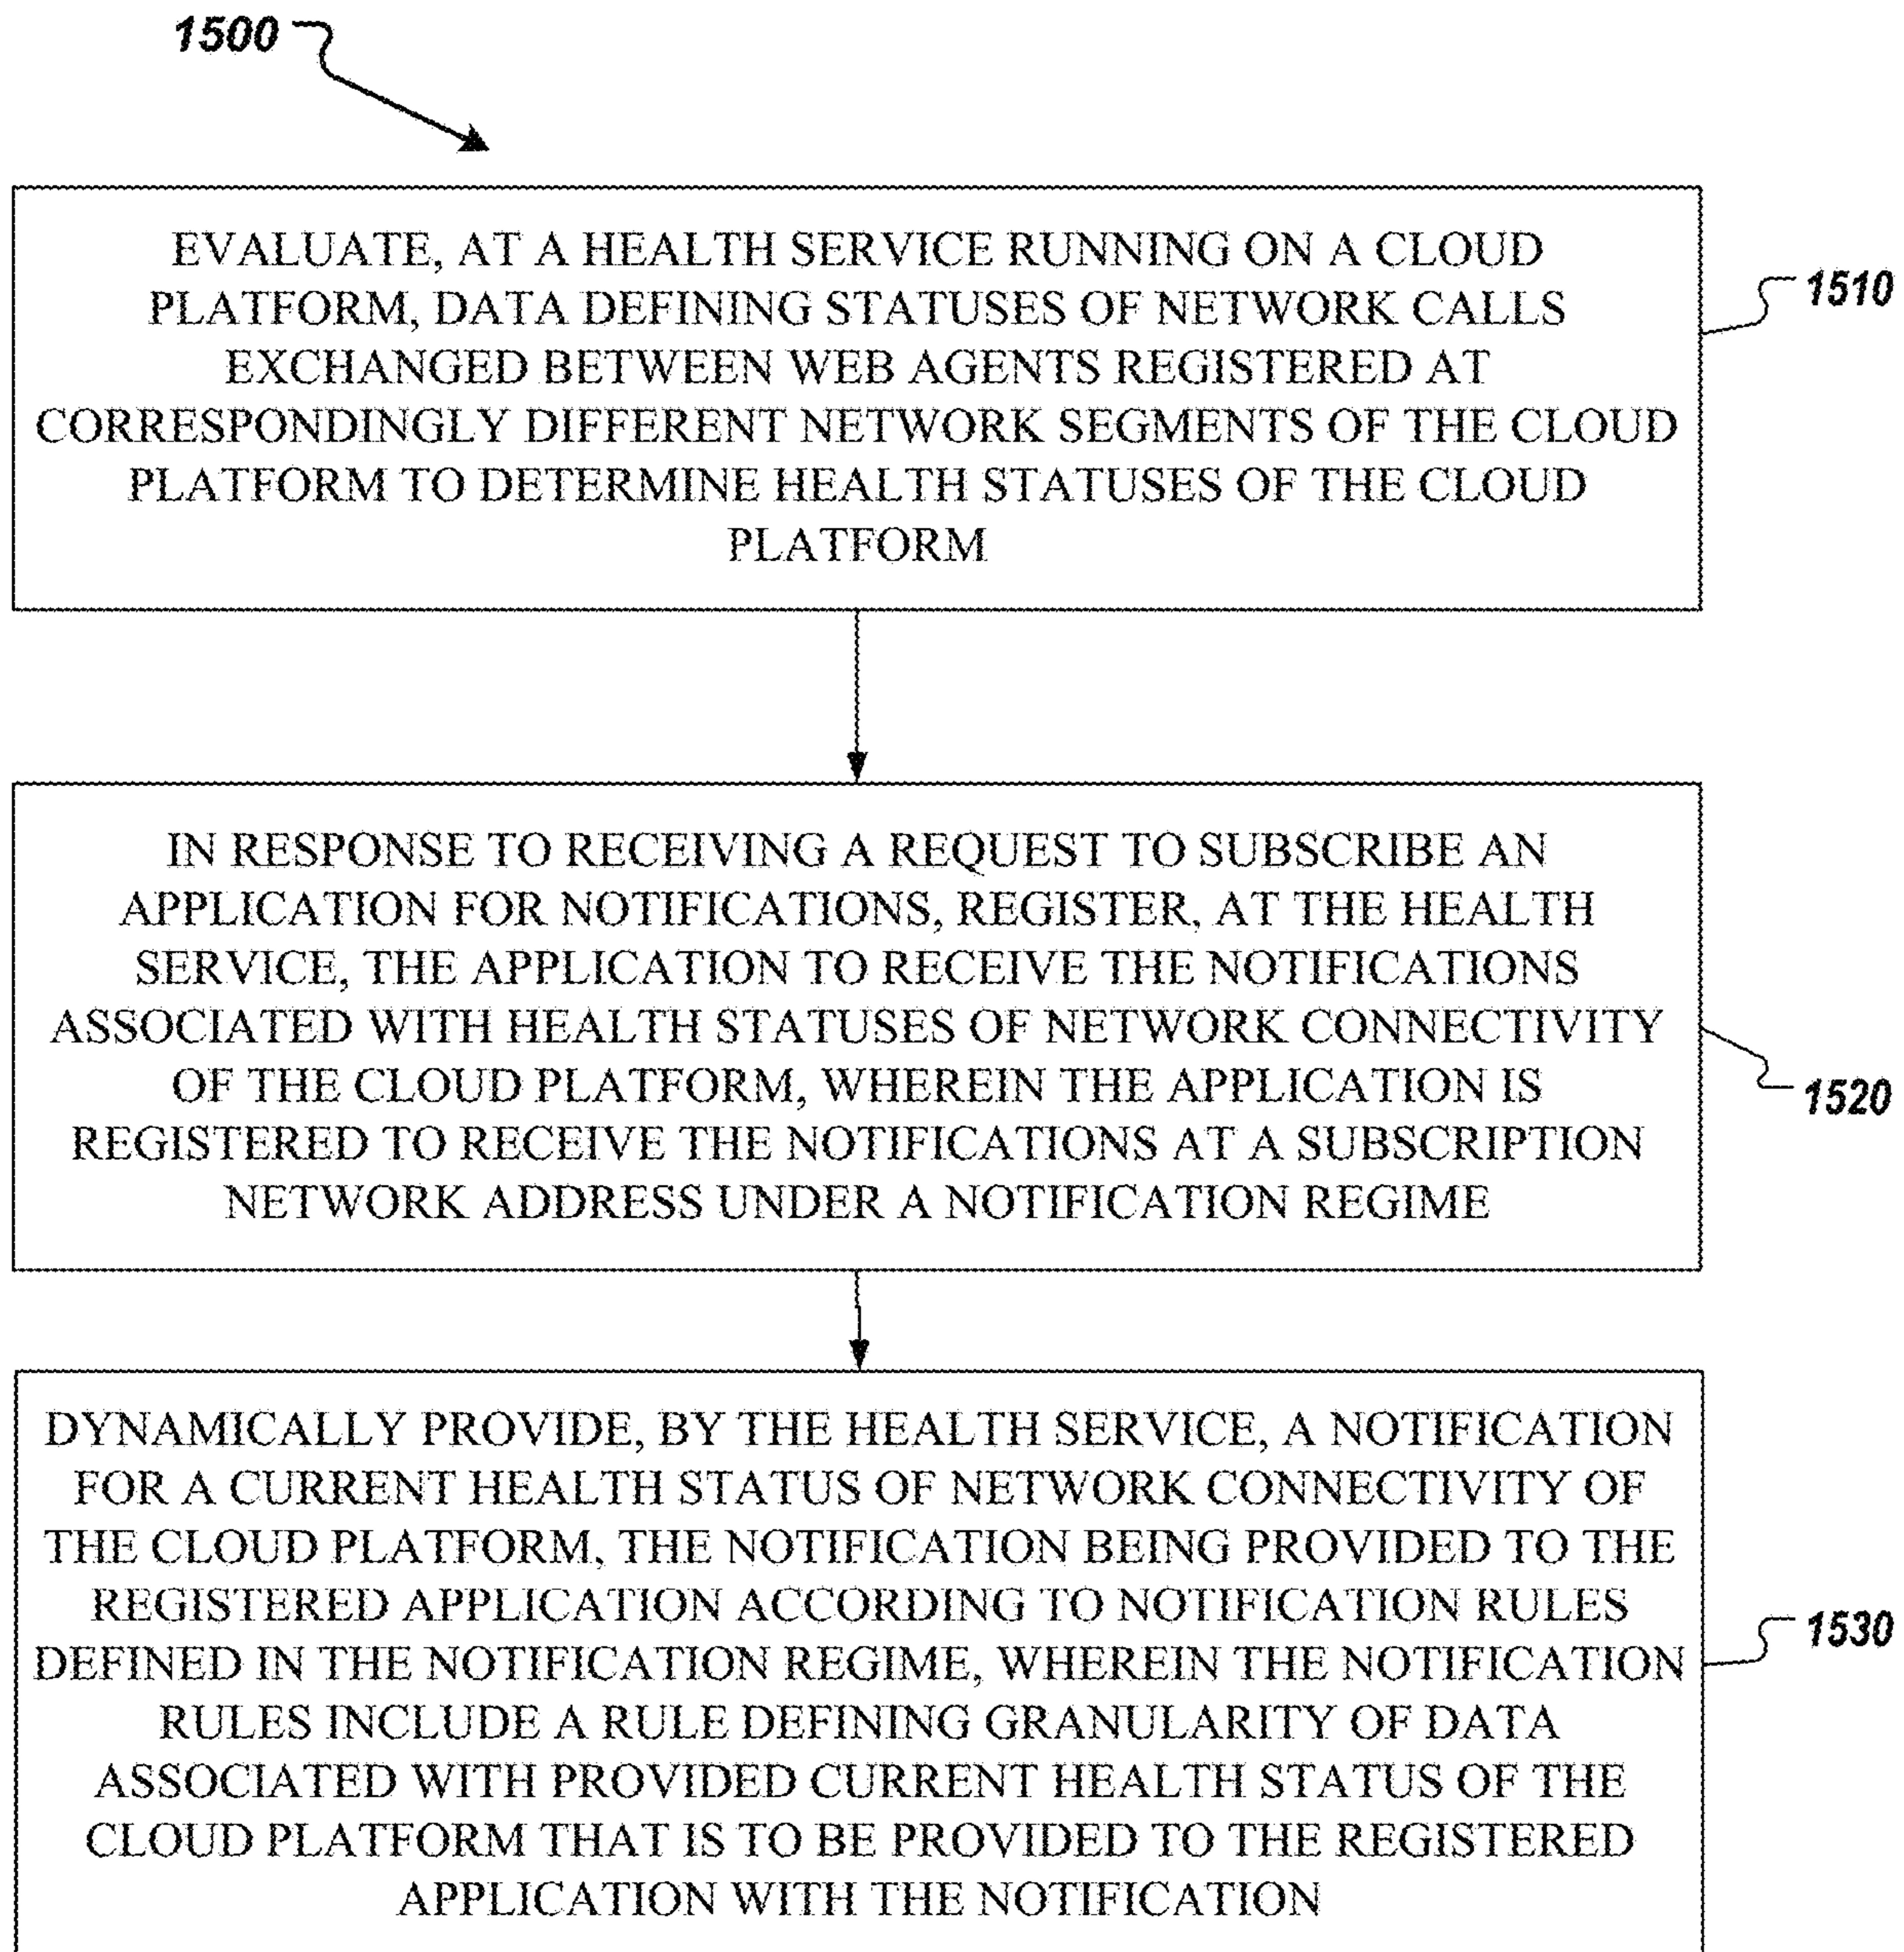 1500
EVALUATE, AT A HEALTH SERVICE RUNNING ON A CLOUD
PLATFORM, DATA DEFINING STATUSES OF NETWORK CALLS
EXCHANGED BETWEEN WEB AGENTS REGISTERED AT
CORRESPONDINGLY DIFFERENT NETWORK SEGMENTS OF THE CLOUD
PLATFORM TO DETERMINE HEALTH STATUSES OF THE CLOUD
PLATFORM
1510
IN RESPONSE TO RECEIVING A REQUEST TO SUBSCRIBE AN
APPLICATION FOR NOTIFICATIONS, REGISTER, AT THE HEALTH
SERVICE, THE APPLICATION TO RECEIVE THE NOTIFICATIONS
ASSOCIATED WITH HEALTH STATUSES OF NETWORK CONNECTIVITY
OF THE CLOUD PLATFORM, WHEREIN THE APPLICATION IS
REGISTERED TO RECEIVE THE NOTIFICATIONS AT A SUBSCRIPTION
NETWORK ADDRESS UNDER A NOTIFICATION REGIME
1520
DYNAMICALLY PROVIDE, BY THE HEALTH SERVICE, A NOTIFICATION
FOR A CURRENT HEALTH STATUS OF NETWORK CONNECTIVITY OF
THE CLOUD PLATFORM, THE NOTIFICATION BEING PROVIDED TO THE
REGISTERED APPLICATION ACCORDING TO NOTIFICATION RULES
DEFINED IN THE NOTIFICATION REGIME, WHEREIN THE NOTIFICATION
RULES INCLUDE A RULE DEFINING GRANULARITY OF DATA
ASSOCIATED WITH PROVIDED CURRENT HEALTH STATUS OF THE
CLOUD PLATFORM THAT IS TO BE PROVIDED TO THE REGISTERED
APPLICATION WITH THE NOTIFICATION
1530